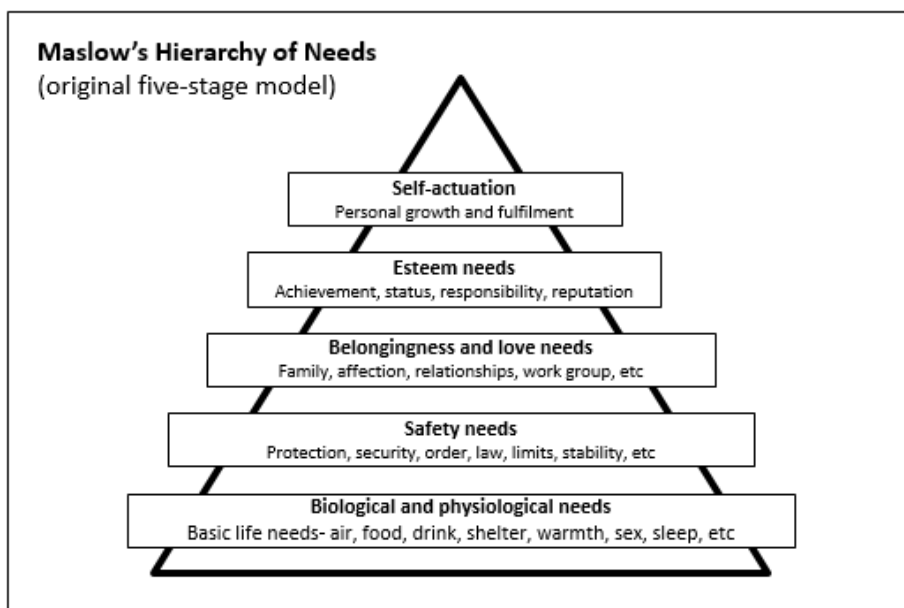 Maslow’s Hierarchy of Needs
(original five-stage model)
Self-actuation
Personal growth and fulfilment
Esteem needs
Achievement, status, responsibility, reputation
Belongingness and love needs
Family, affection, relationships, work group, etc
Safety needs
Protection, security, order, law, limits, stability, etc
Biological and physiological needs
Basic life needs- air, food, drink, shelter, warmth, sex, sleep, etc